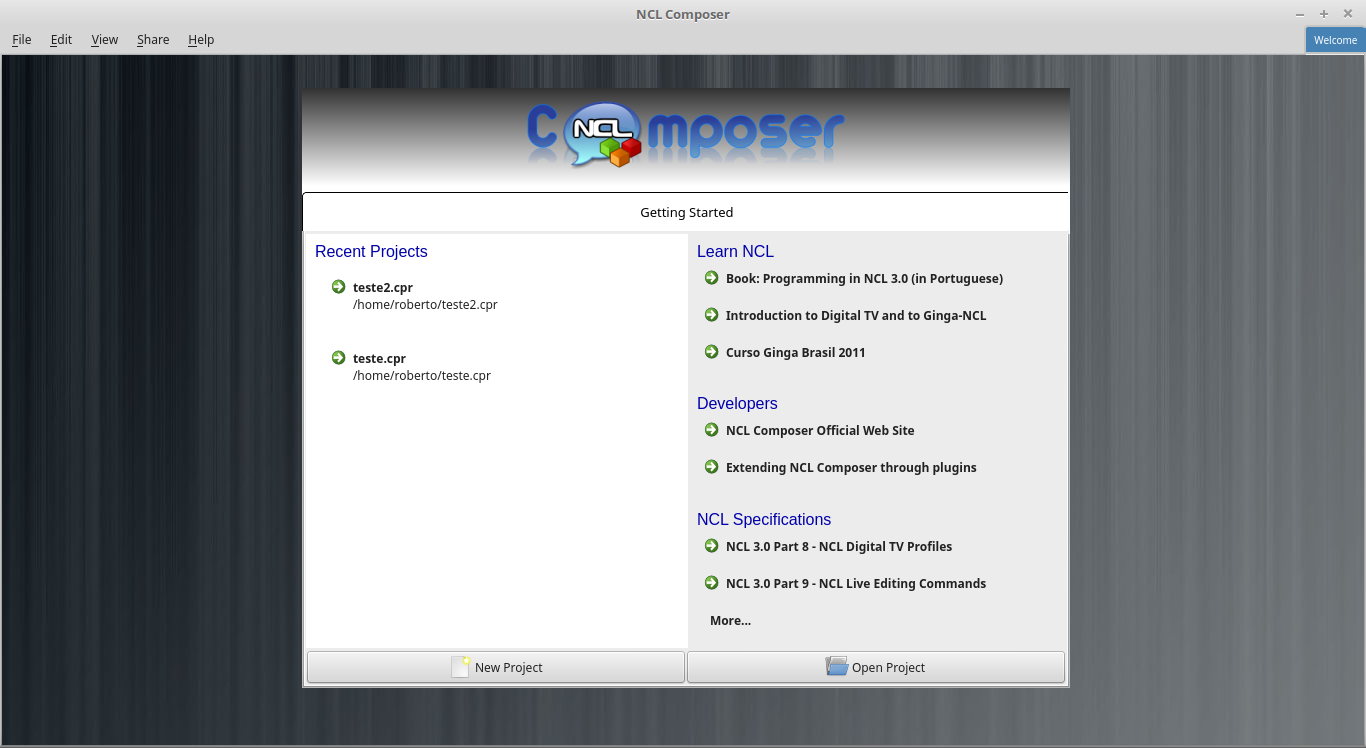 NCL Composer
File Edit View Share Help
Welcome
C NCL mposer
Getting Started
Recent Projects
teste2.cpr
/home/roberto/teste2.cpr
teste.cpr
/home/roberto/teste.cpr
Learn NCL
Book: Programming in NCL 3.0 (in Portuguese)
Introduction to Digital TV and to Ginga-NCL
Curso Ginga Brasil 2011
Developers
NCL Composer Official Web Site
Extending NCL Composer through plugins
NCL Specifications
NCL 3.0 Part 8 - NCL Digital TV Profiles
NCL 3.0 Part 9 - NCL Live Editing Commands
More...
New Project
Open Project